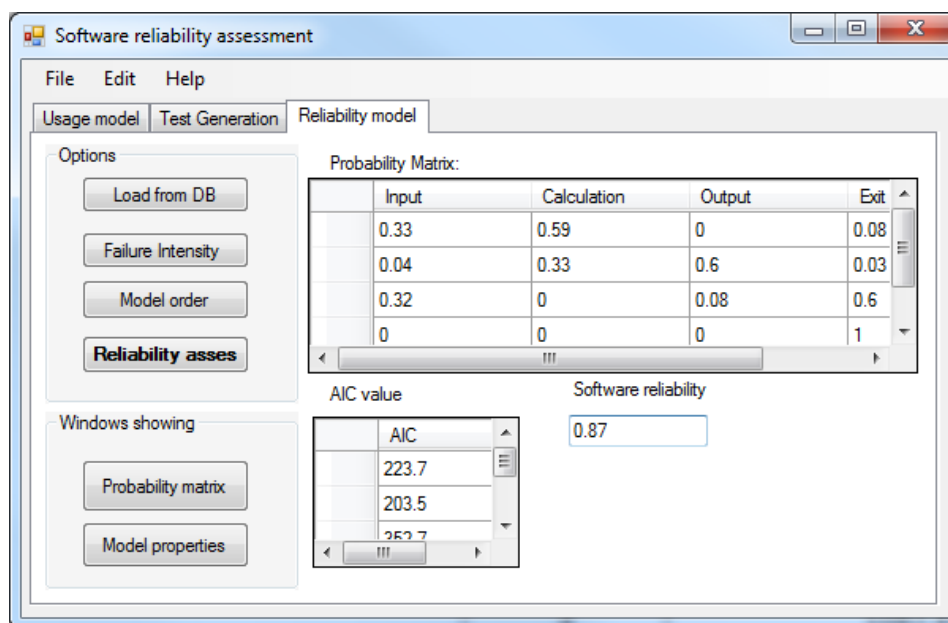 Software reliability assessment
File Edit Help
Usage model Test Generation Reliability model
Options
Load from DB
Failure Intensity
Model order
Reliability asses
Windows showing
Probability matrix
Model properties
Probability Matrix:
Input Calculation Output Exit
0.33 0.59 0 0.08
0.04 0.33 0.6 0.03
0.32 0 0.08 0.6
0 0 0 1
AIC value
AIC
223.7
203.5
252.7
Software reliability
0.87